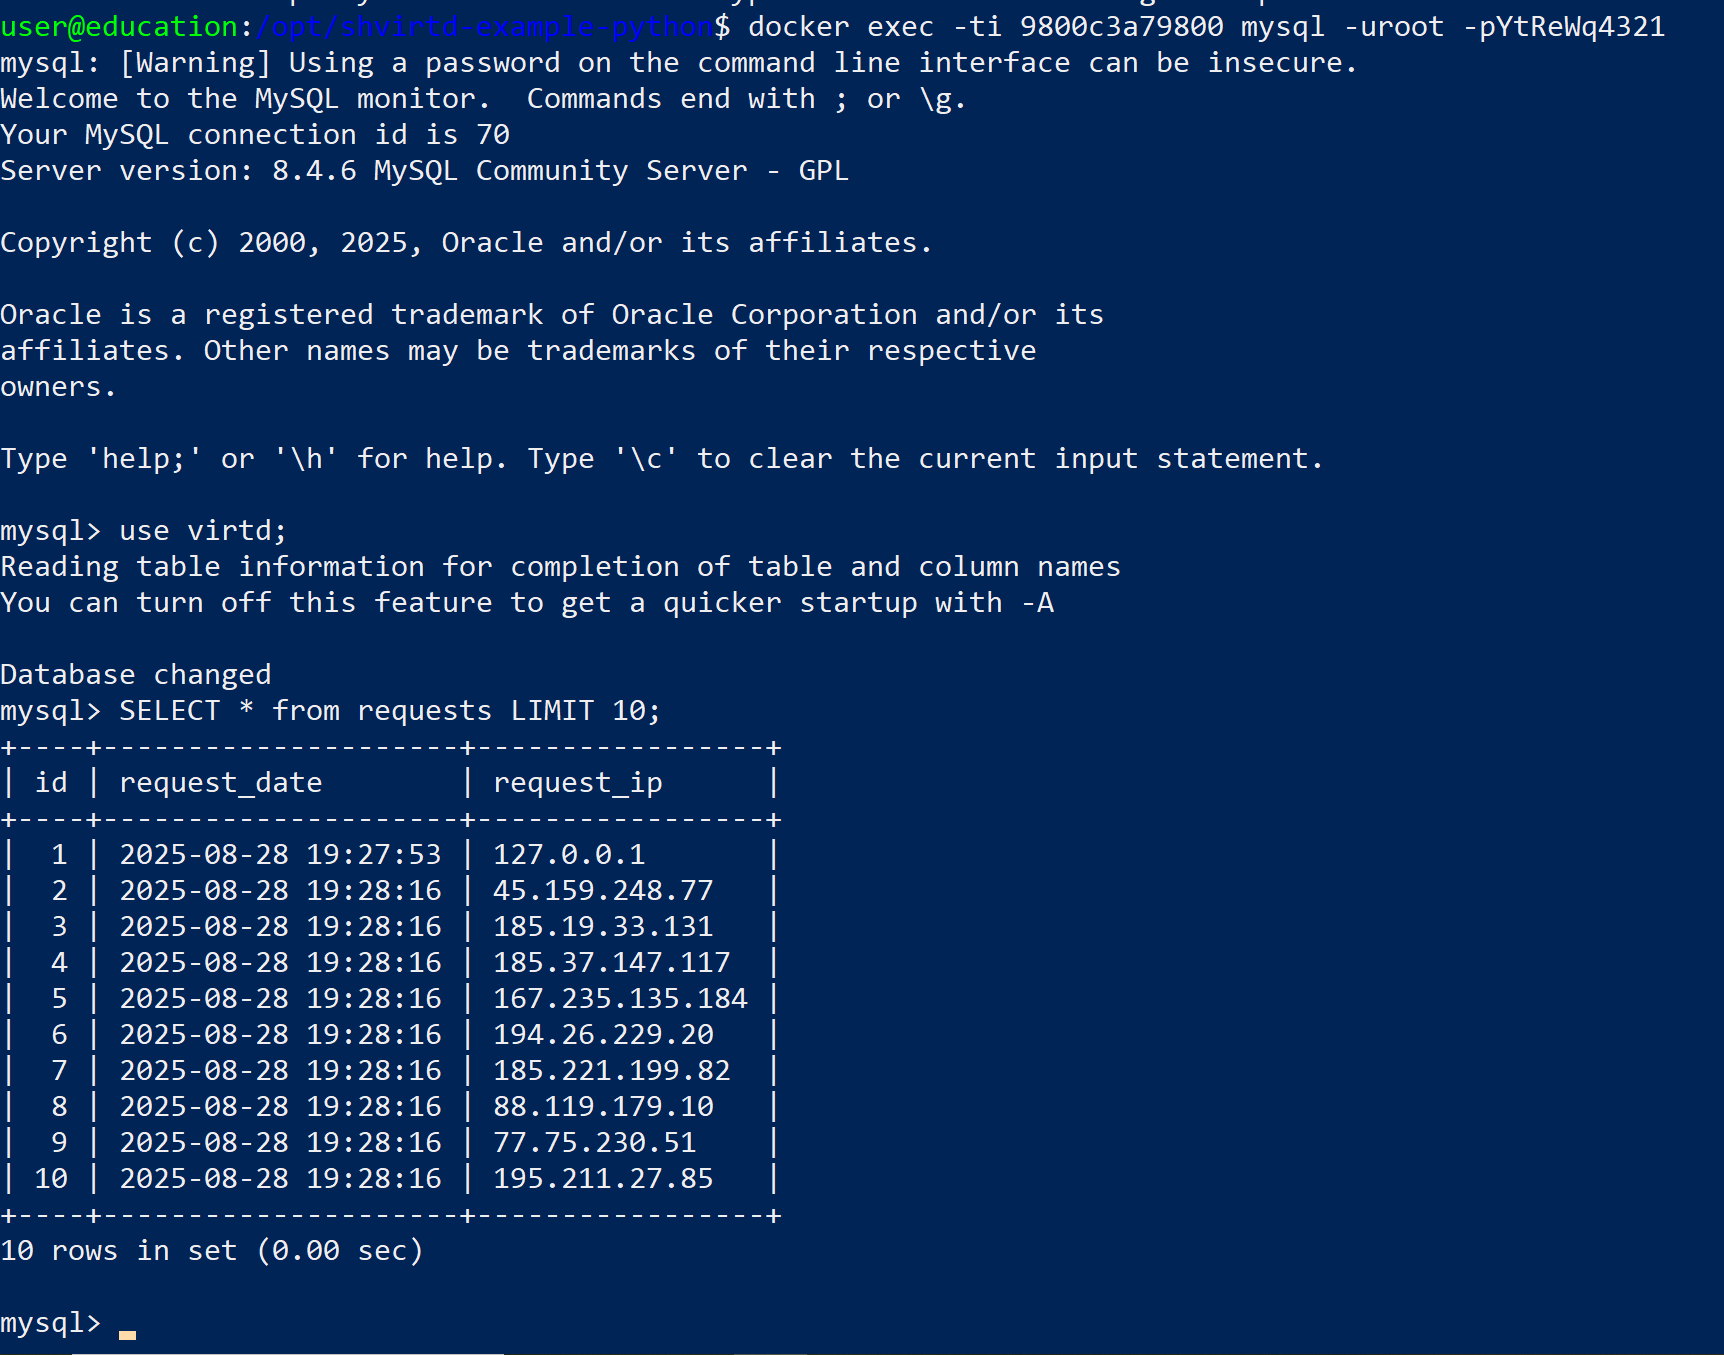 user@education:/opt/shvirtd-example-python$ docker exec -ti 9800c3a79800 mysql -uroot -pYtReWq4321
mysql: [Warning] Using a password on the command line interface can be insecure.
Welcome to the MySQL monitor.  Commands end with ; or \g.
Your MySQL connection id is 70
Server version: 8.4.6 MySQL Community Server - GPL

Copyright (c) 2000, 2025, Oracle and/or its affiliates.

Oracle is a registered trademark of Oracle Corporation and/or its
affiliates. Other names may be trademarks of their respective
owners.

Type 'help;' or '\h' for help. Type '\c' to clear the current input statement.

mysql> use virtd;
Reading table information for completion of table and column names
You can turn off this feature to get a quicker startup with -A

Database changed
mysql> SELECT * from requests LIMIT 10;
+----+---------------------+-----------------+
| id | request_date        | request_ip      |
+----+---------------------+-----------------+
|  1 | 2025-08-28 19:27:53 | 127.0.0.1       |
|  2 | 2025-08-28 19:28:16 | 45.159.248.77   |
|  3 | 2025-08-28 19:28:16 | 185.19.33.131   |
|  4 | 2025-08-28 19:28:16 | 185.37.147.117  |
|  5 | 2025-08-28 19:28:16 | 167.235.135.184 |
|  6 | 2025-08-28 19:28:16 | 194.26.229.20   |
|  7 | 2025-08-28 19:28:16 | 185.221.199.82  |
|  8 | 2025-08-28 19:28:16 | 88.119.179.10   |
|  9 | 2025-08-28 19:28:16 | 77.75.230.51    |
| 10 | 2025-08-28 19:28:16 | 195.211.27.85   |
+----+---------------------+-----------------+
10 rows in set (0.00 sec)

mysql>